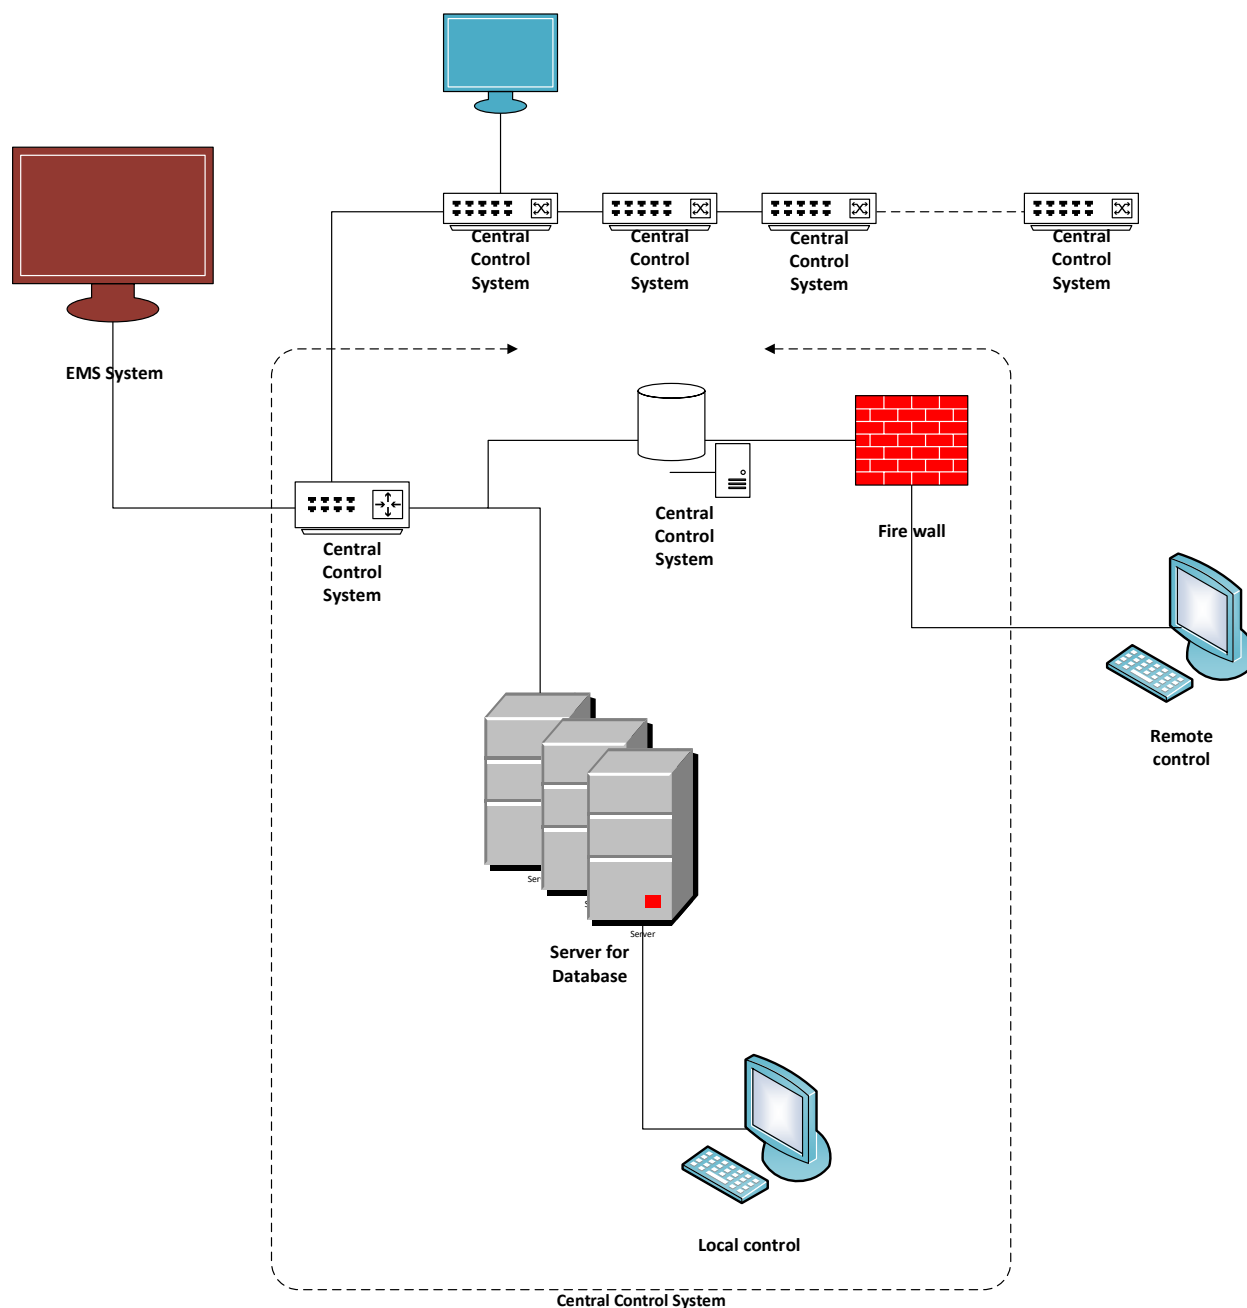 Central
Control
System
Central
Control
System
Central
Control
System
Central
Control
System
EMS System
Central
Control
System
Fire wall
Central
Control
System
Remote
control
Server
Server for
Database
Local control
Central Control System